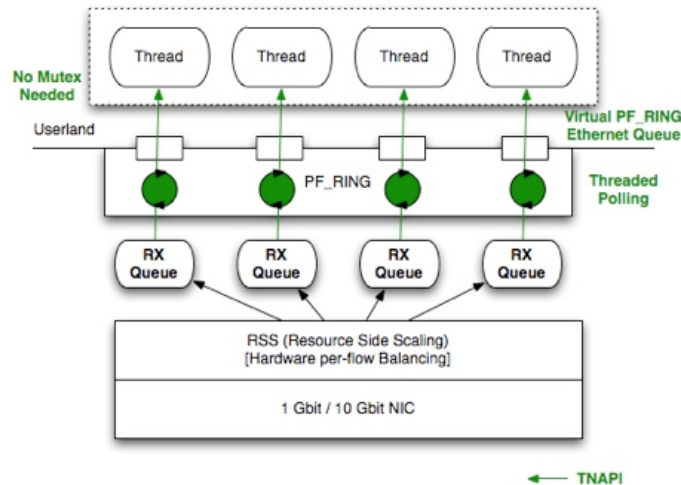 Thread Thread Thread Thread
No Mutex
Needed
Userland
Virtual PF_RING
Ethernet Queue
PF_RING
Threaded
Polling
RX RX RX RX
Queue Queue Queue Queue
RSS (Resource Side Scaling)
[Hardware per-flow Balancing]
1 Gbit / 10 Gbit NIC
TNAPI